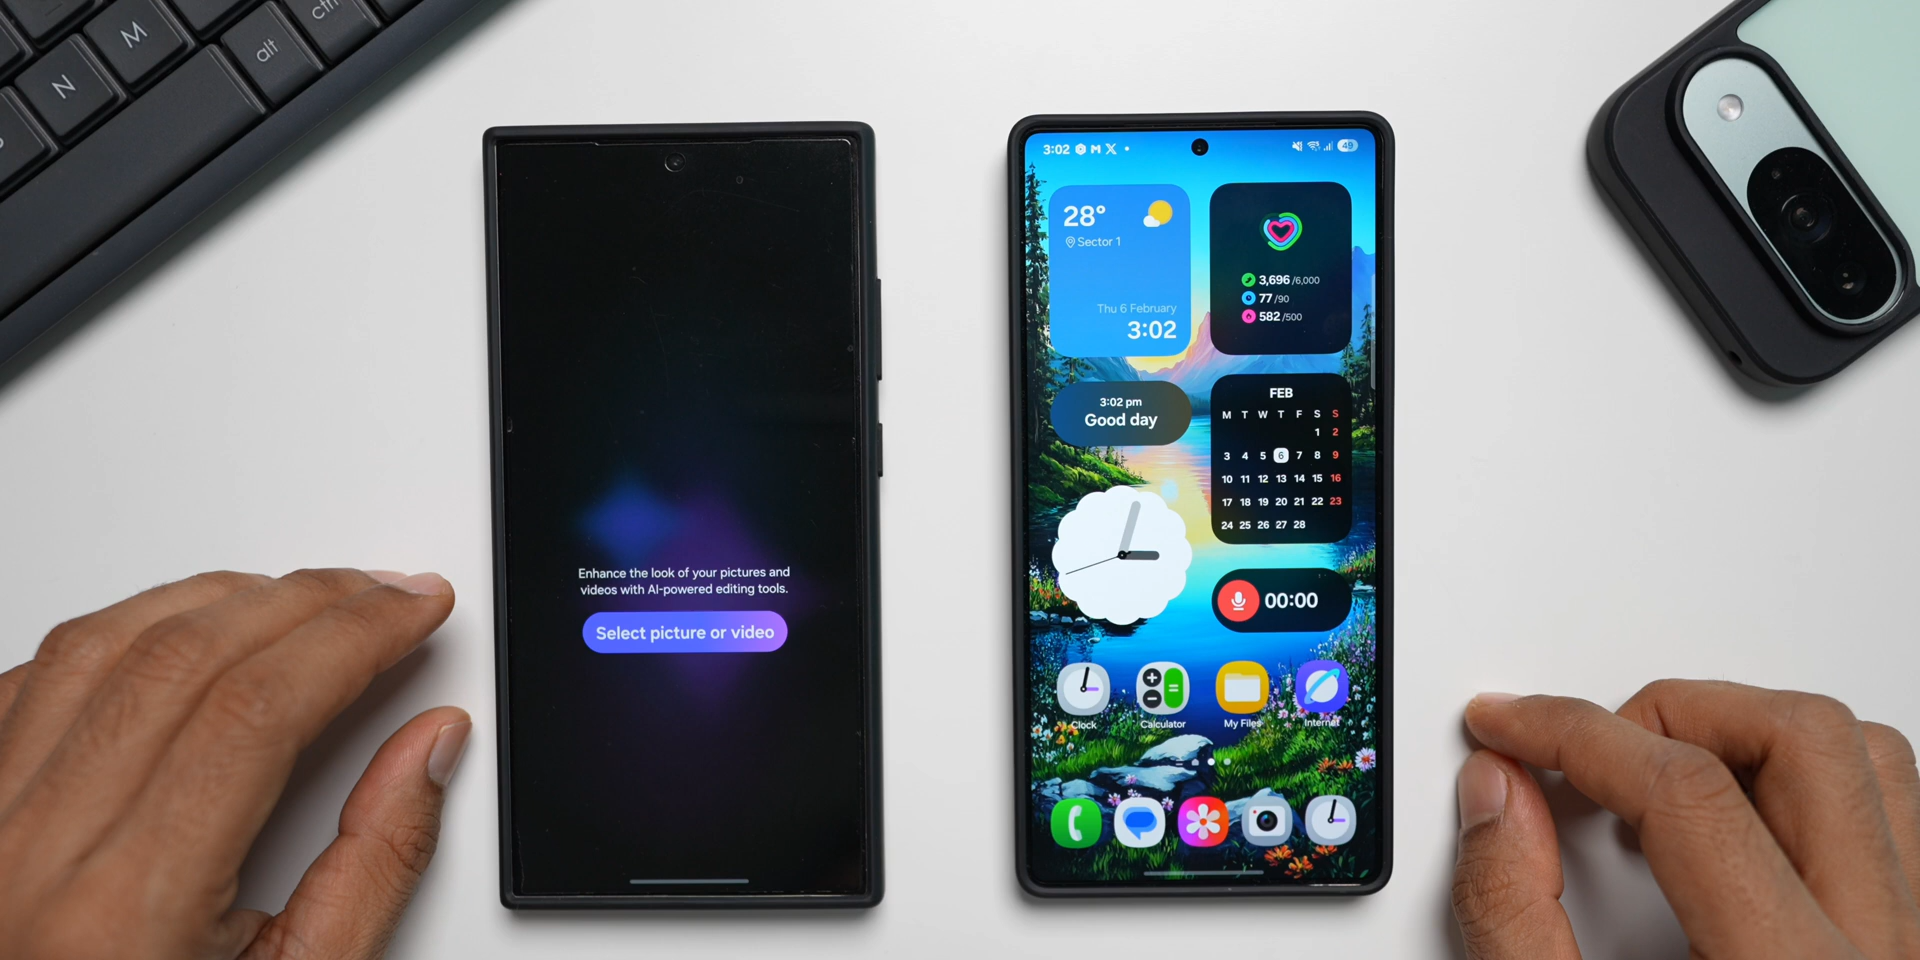 M
N
alt
ctrl
Enhance the look of your pictures and
videos with AI-powered editing tools.
Select picture or video
3:02 M X
49
28°
Sector 1
Thu 6 February
3:02
3,696 /6,000
77 /90
582 /500
3:02 pm
Good day
FEB
M T W T F S S
1 2
3 4 5 6 7 8 9
10 11 12 13 14 15 16
17 18 19 20 21 22 23
24 25 26 27 28
00:00
Clock Calculator My Files Internet